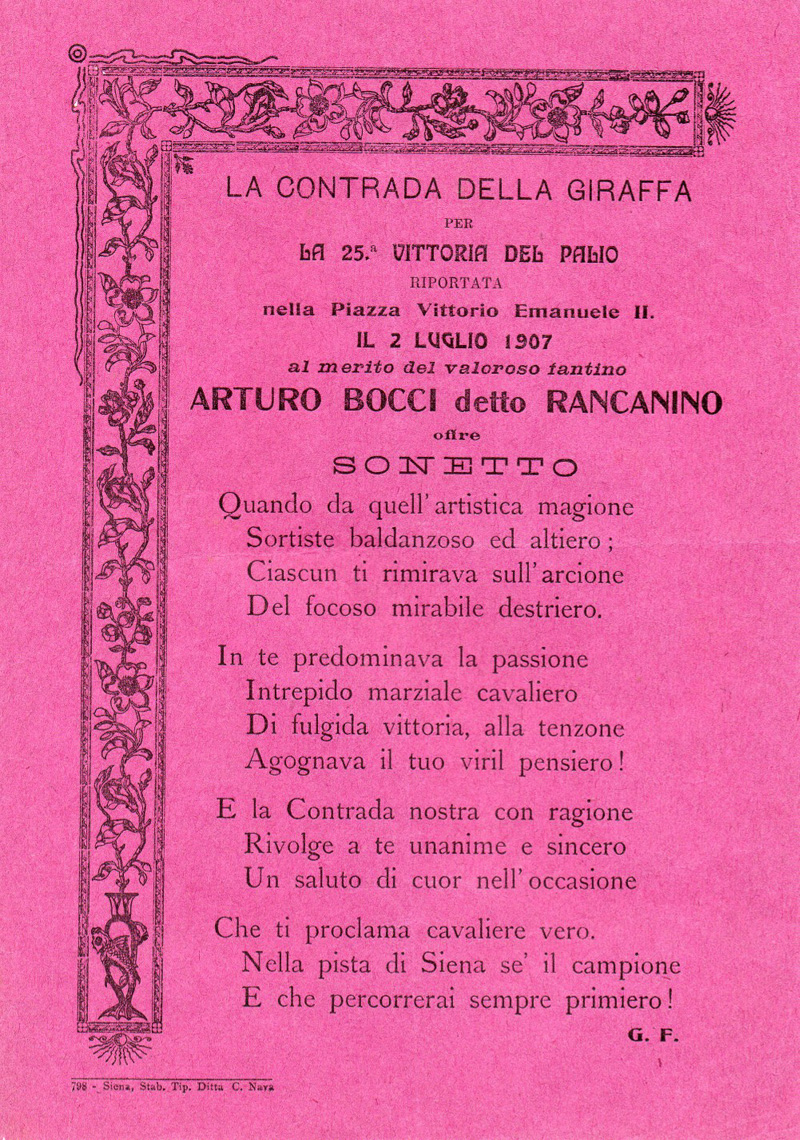 LA CONTRADA DELLA GIRAFFA
PER
LA 25.ª VITTORIA DEL PALIO
RIPORTATA
nella Piazza Vittorio Emanuele II.
IL 2 LUGLIO 1907
al merito del valoroso fantino
ARTURO BOCCI detto RANCANINO
offre
SONETTO
Quando da quell' artistica magione
Sortiste baldanzoso ed altiero ;
Ciascun ti rimirava sull' arcione
Del focoso mirabile destriero.
In te predominava la passione
Intrepido marziale cavaliero
Di fulgida vittoria, alla tenzone
Agognava il tuo viril pensiero !
E la Contrada nostra con ragione
Rivolge a te unanime e sincero
Un saluto di cuor nell' occasione
Che ti proclama cavaliere vero.
Nella pista di Siena se' il campione
E che percorrerai sempre primiero !
G. F.
798 - Siena, Stab. Tip. Ditta C. Nava